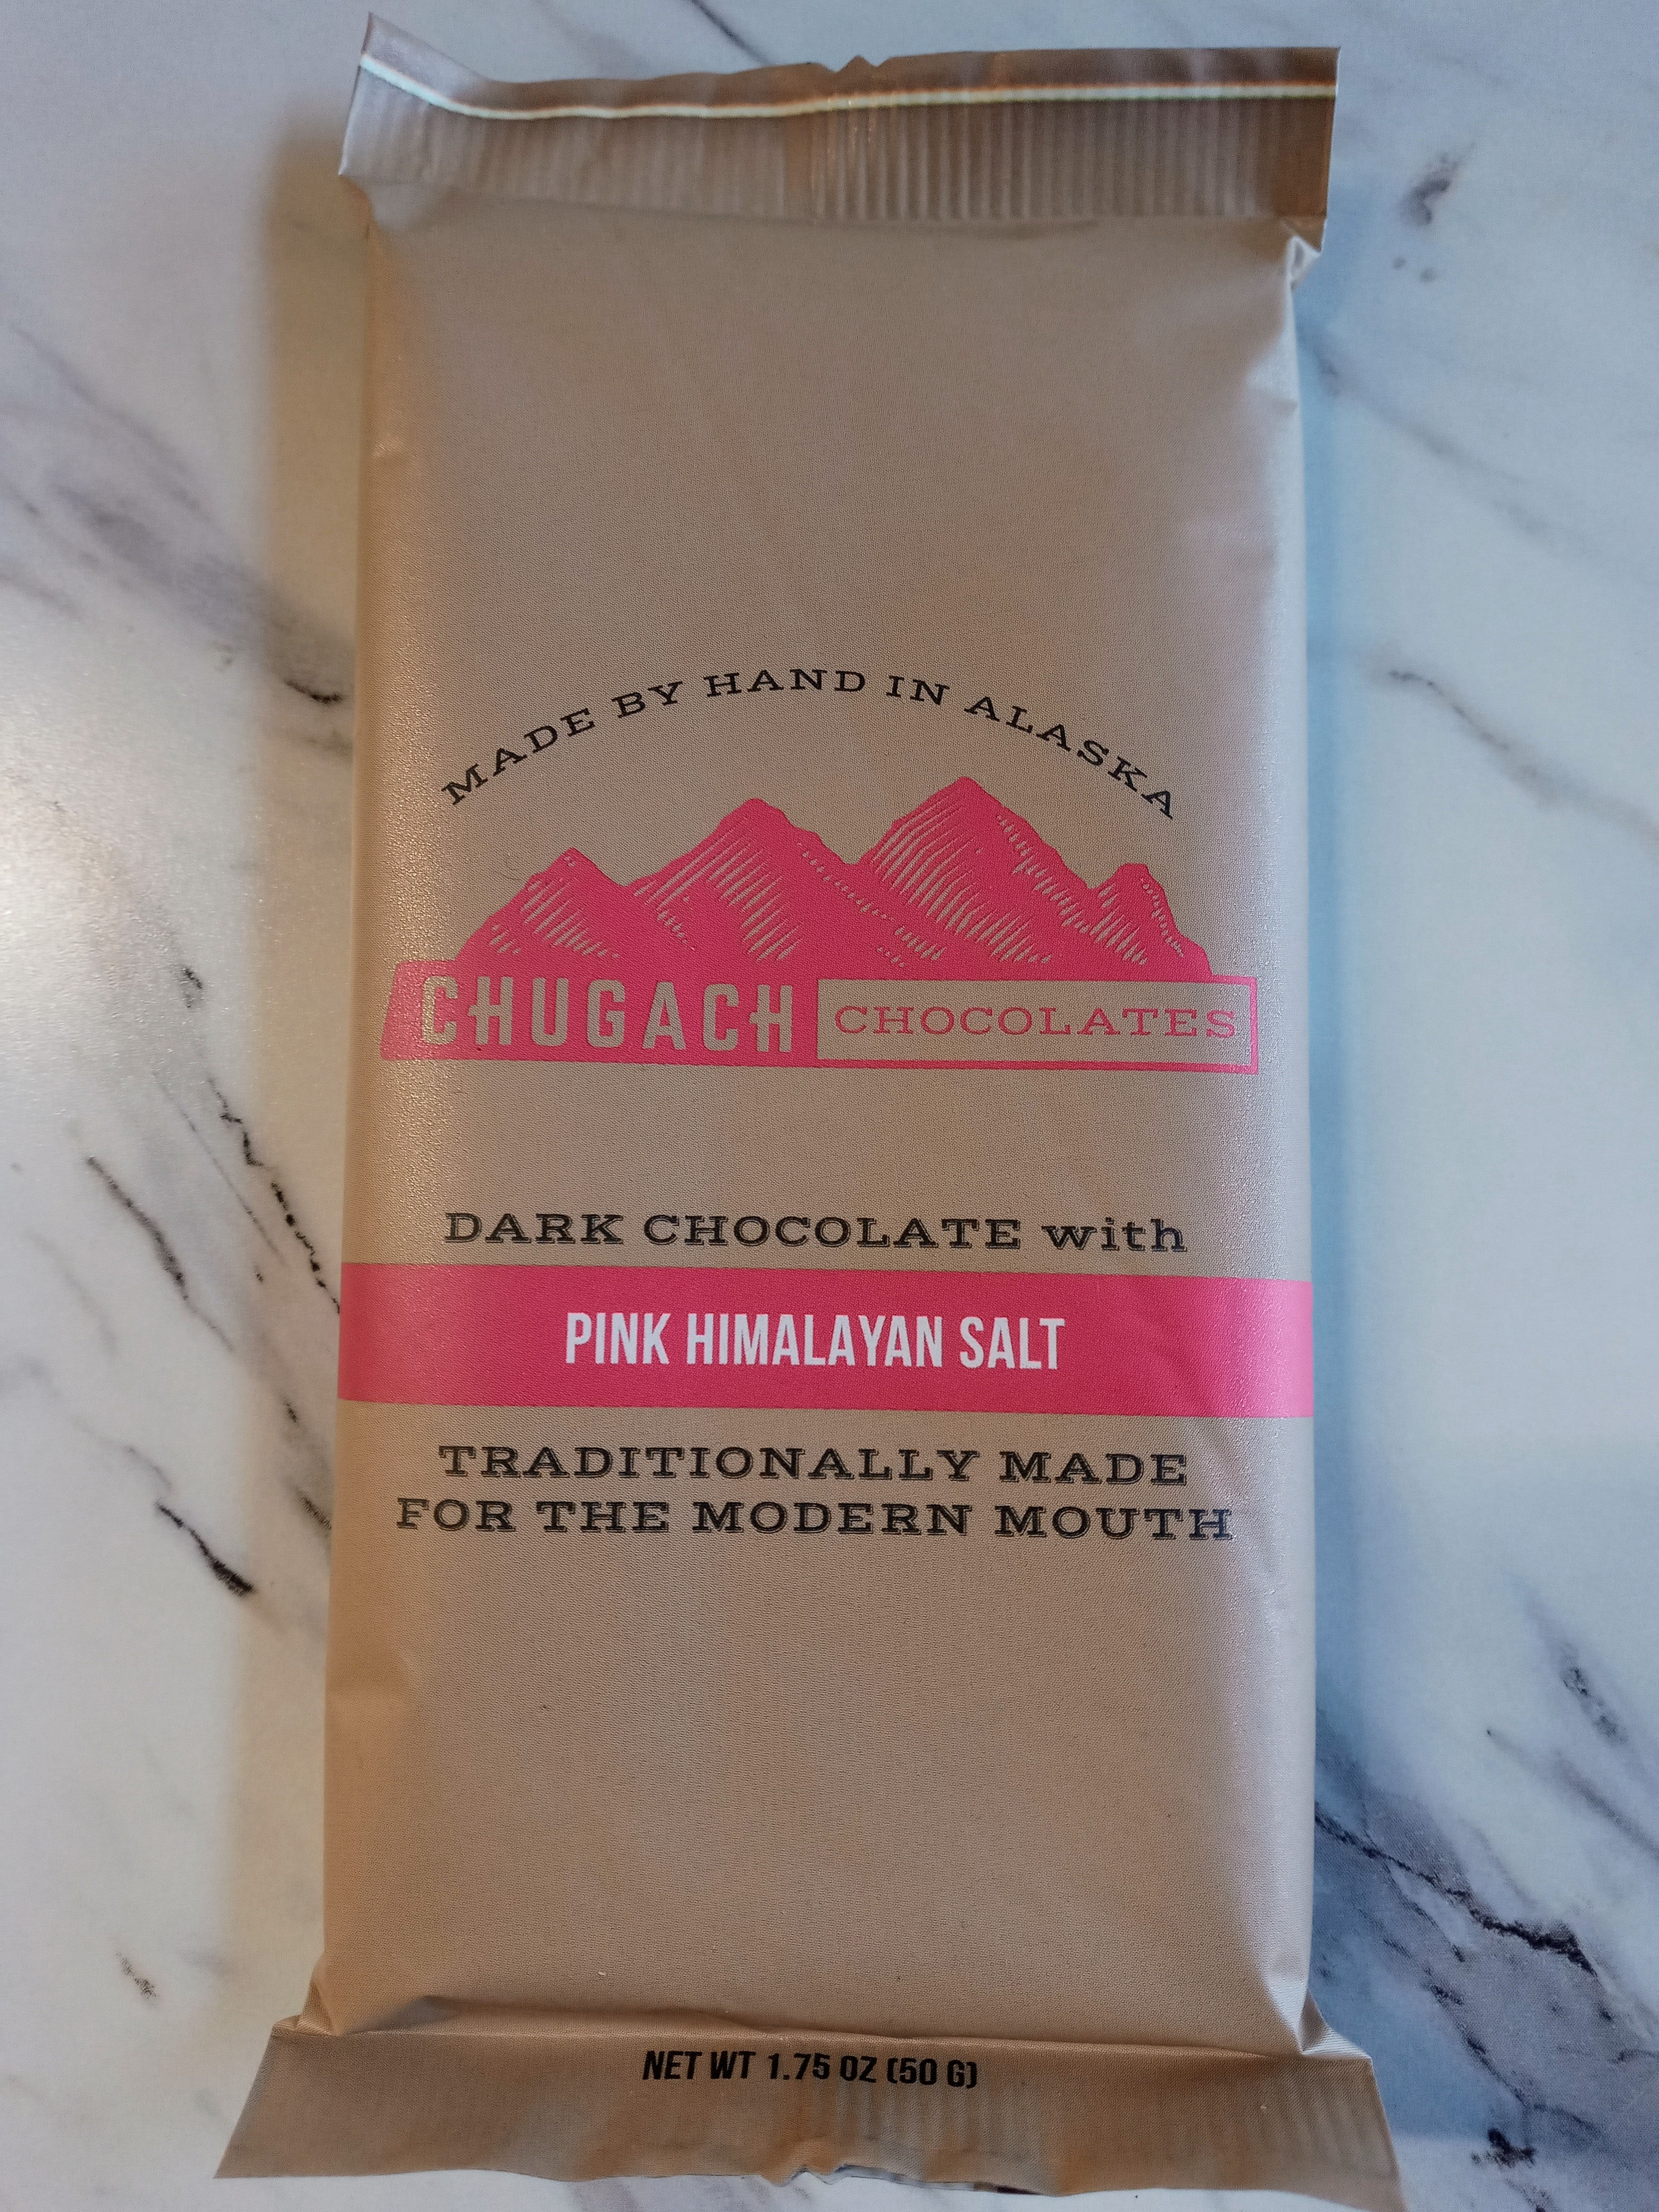 MADE BY HAND IN ALASKA
CHUGACH CHOCOLATES
DARK CHOCOLATE with
PINK HIMALAYAN SALT
TRADITIONALLY MADE
FOR THE MODERN MOUTH
NET WT 1.75 OZ (50 G)